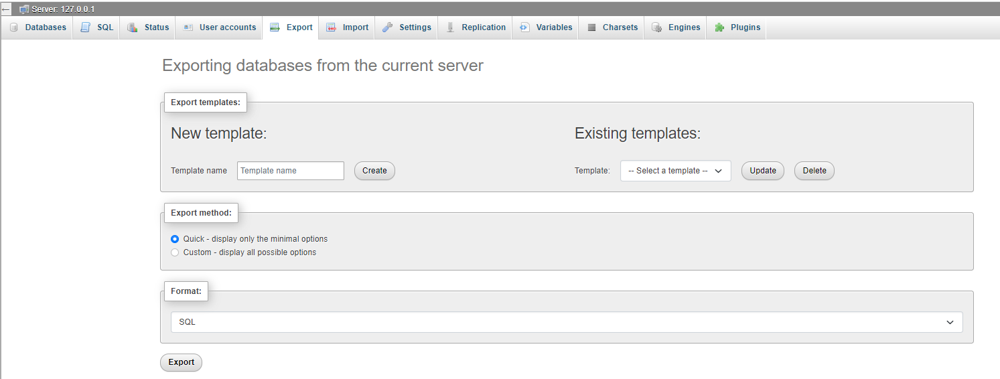 Server: 127.0.0.1
Databases SQL Status User accounts Export Import Settings Replication Variables Charsets Engines Plugins
Exporting databases from the current server
Export templates:
New template:
Existing templates:
Template name Template name Create
Template: -- Select a template -- Update Delete
Export method:
Quick - display only the minimal options
Custom - display all possible options
Format:
SQL
Export